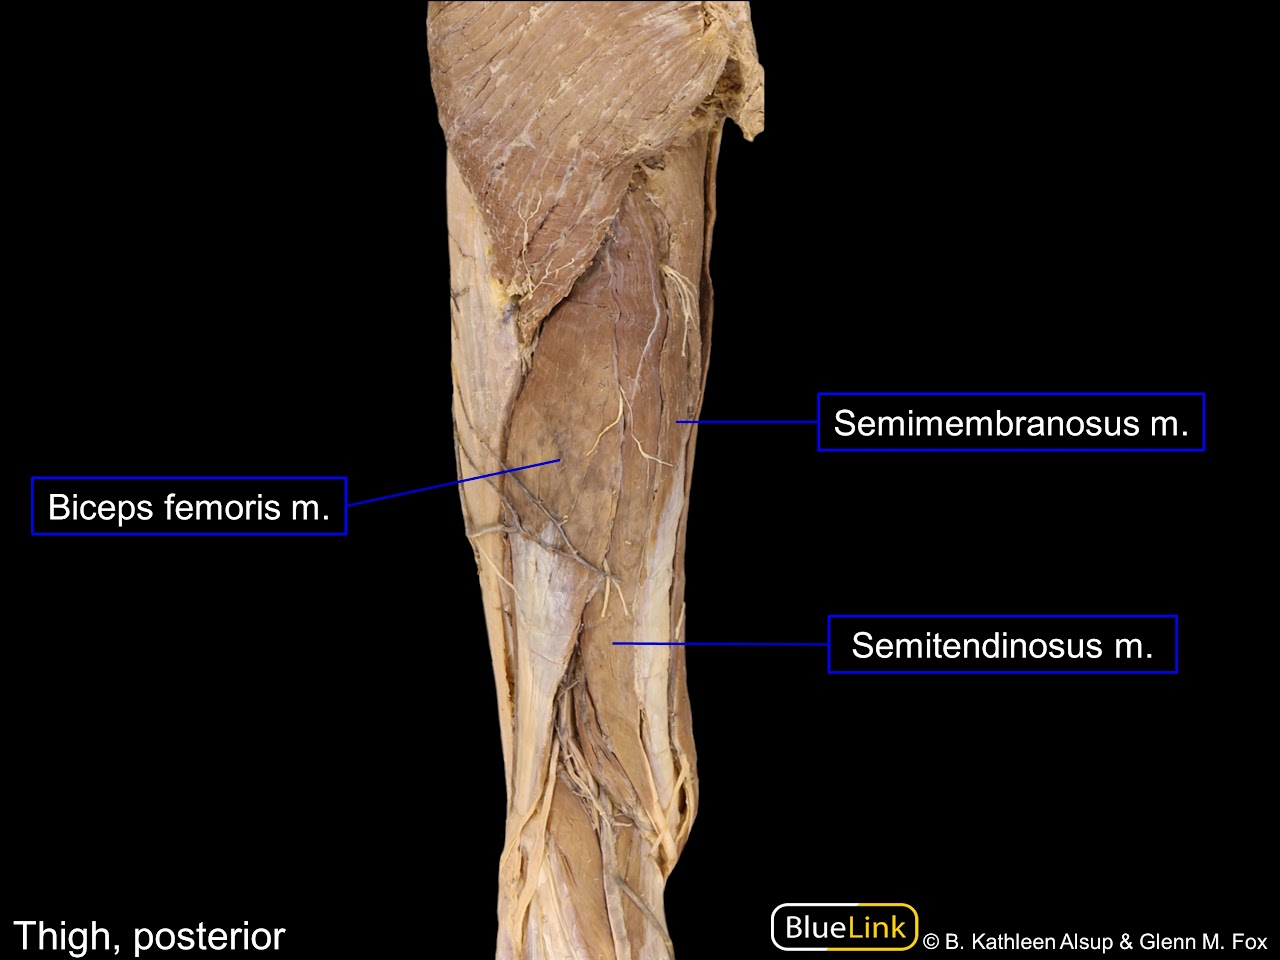 Semimembranosus m.
Biceps femoris m.
Semitendinosus m.
Thigh, posterior
BlueLink © B. Kathleen Alsup & Glenn M. Fox